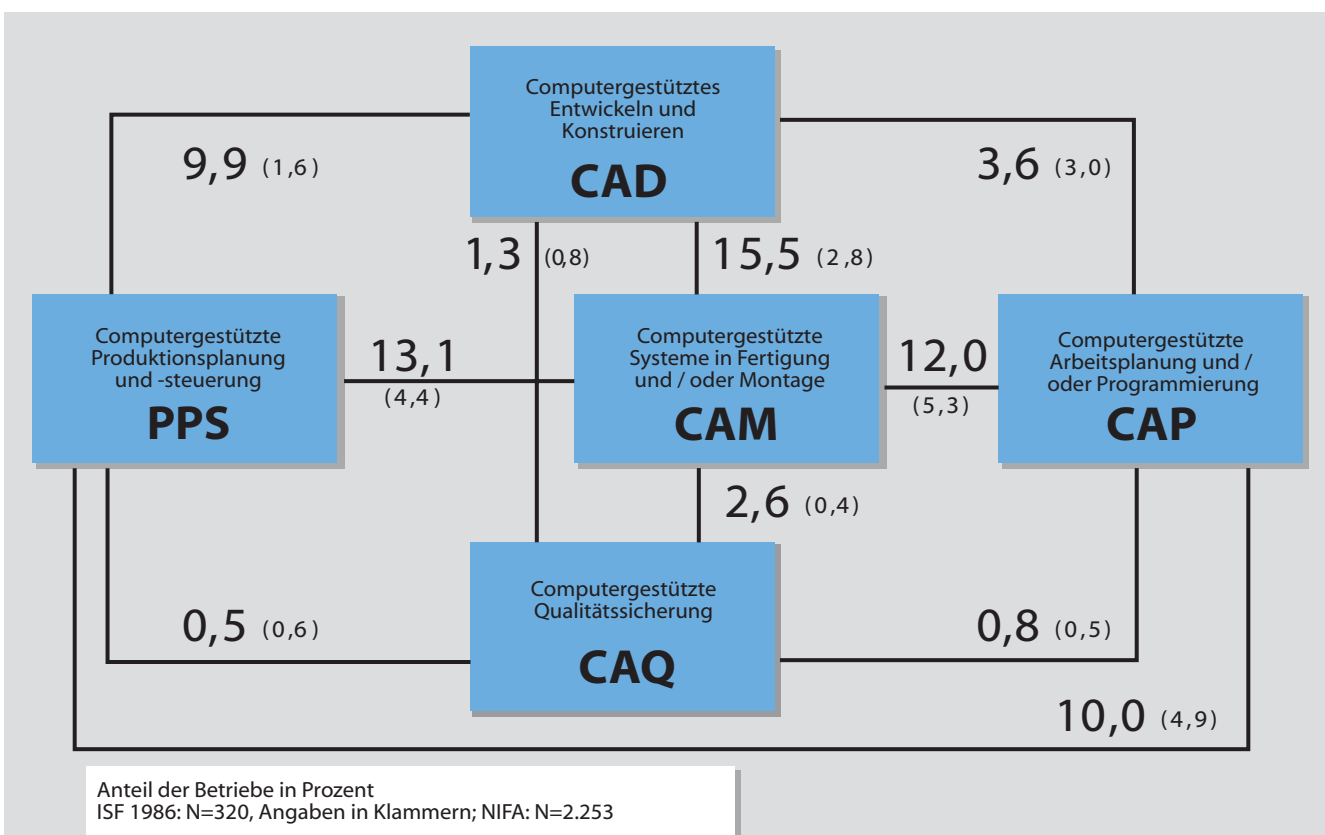 Computergestütztes
Entwickeln und
Konstruieren
CAD
9,9 (1,6)
3,6 (3,0)
1,3 (0,8)
15,5 (2,8)
Computergestützte
Produktionsplanung
und -steuerung
PPS
13,1
(4,4)
Computergestützte
Systeme in Fertigung
und / oder Montage
CAM
12,0
(5,3)
Computergestützte
Arbeitsplanung und /
oder Programmierung
CAP
2,6 (0,4)
Computergestützte
Qualitätssicherung
CAQ
0,5 (0,6)
0,8 (0,5)
10,0 (4,9)
Anteil der Betriebe in Prozent
ISF 1986: N=320, Angaben in Klammern; NIFA: N=2.253